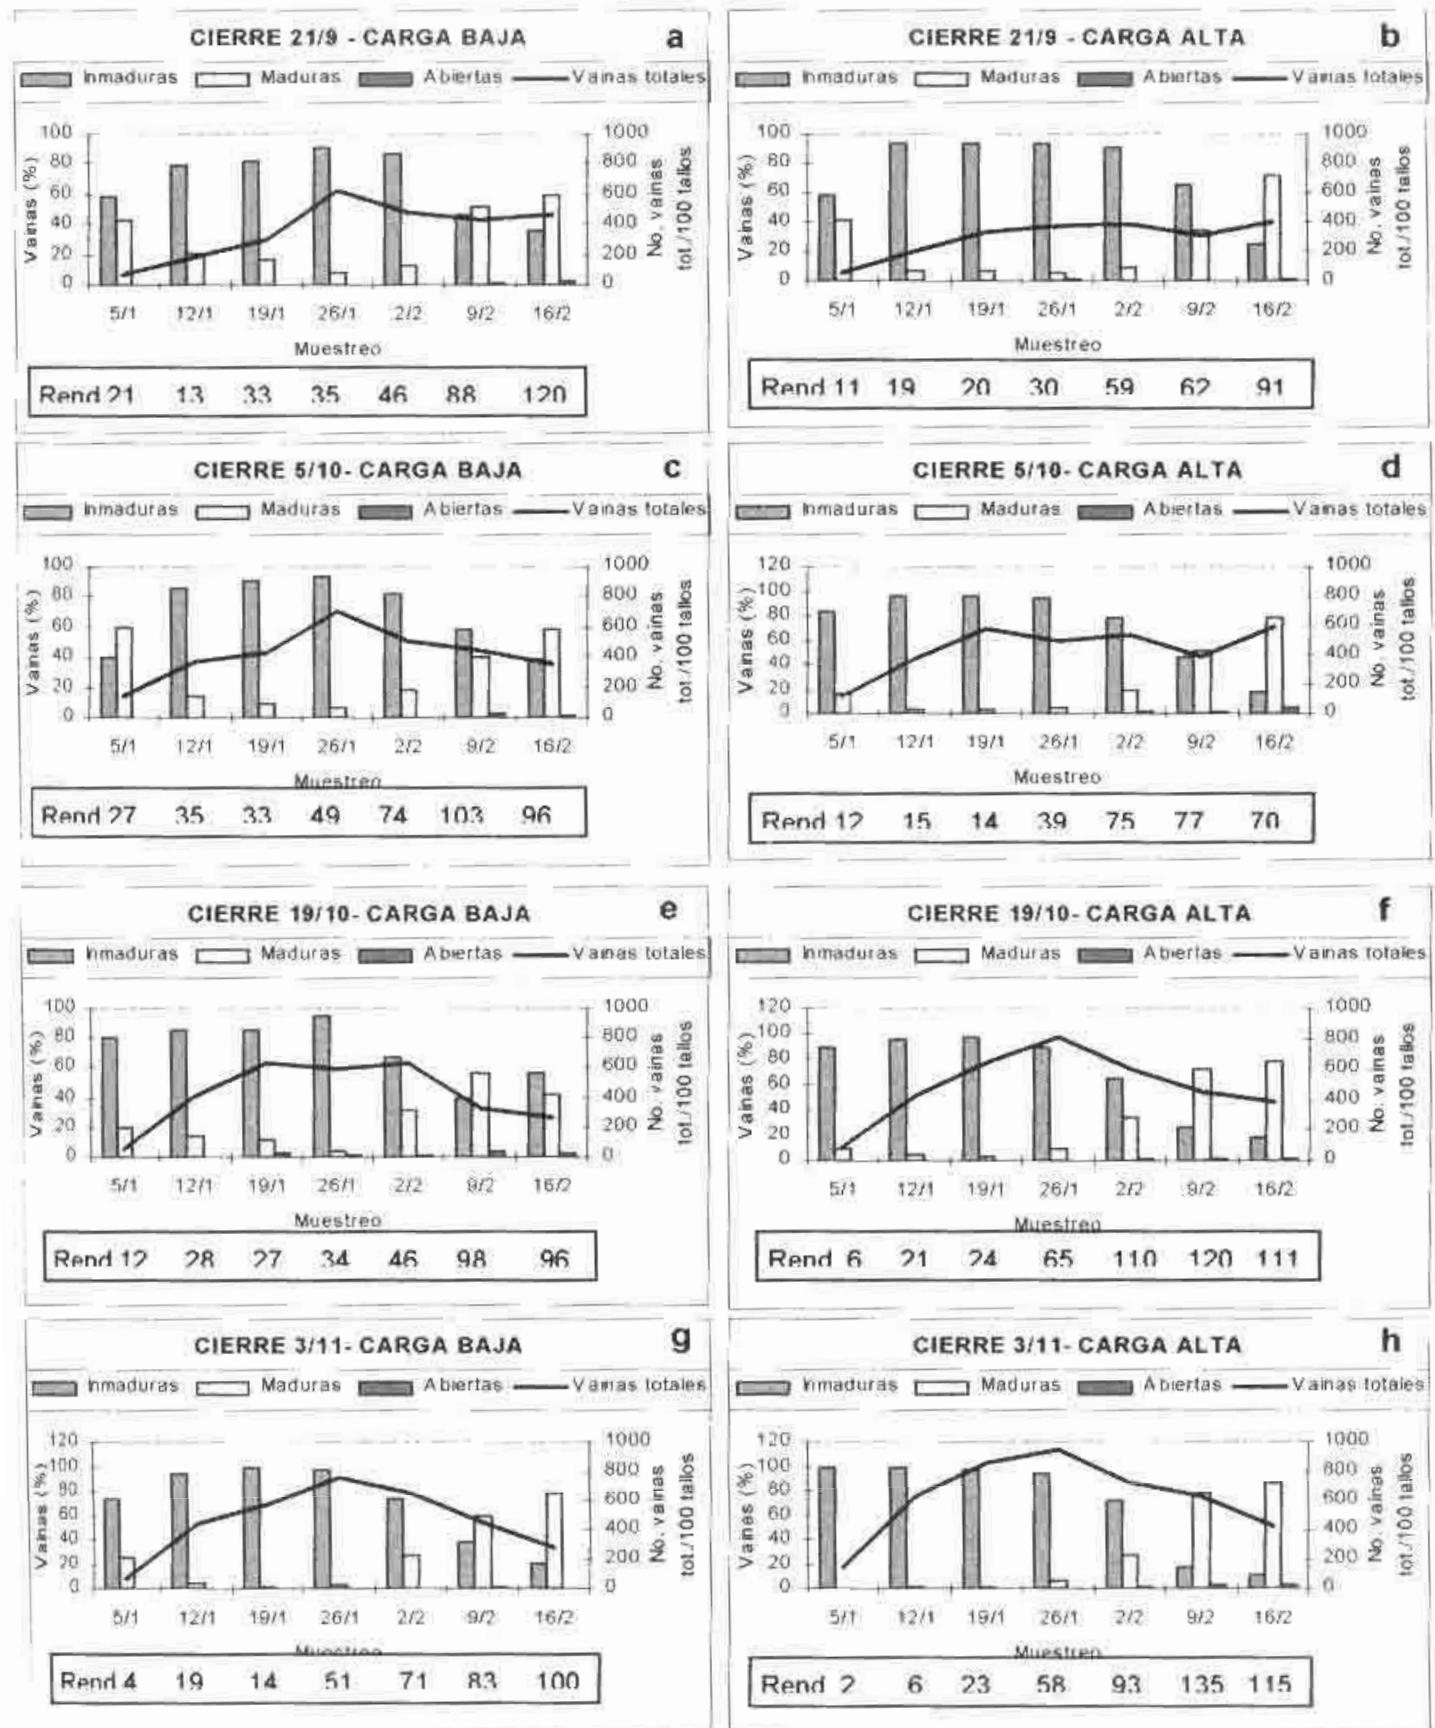 CIERRE 21/9 - CARGA BAJA a
Inmaduras Maduras Abiertas Vainas totales
Vainas (%)
100
80
60
40
20
0
1000
800
600
400
200
0
No. vainas
tot./100 tallos
5/1 12/1 19/1 26/1 2/2 9/2 16/2
Muestreo
Rend 21 13 33 35 46 88 120
CIERRE 21/9 - CARGA ALTA b
Inmaduras Maduras Abiertas Vainas totales
Vainas (%)
100
80
60
40
20
0
1000
800
600
400
200
0
No. vainas
tot./100 tallos
5/1 12/1 19/1 26/1 2/2 9/2 16/2
Muestreo
Rend 11 19 20 30 59 62 91
CIERRE 5/10- CARGA BAJA c
Inmaduras Maduras Abiertas Vainas totales
Vainas (%)
100
80
60
40
20
0
1000
800
600
400
200
0
No. vainas
tot./100 tallos
5/1 12/1 19/1 26/1 2/2 9/2 16/2
Muestreo
Rend 27 35 33 49 74 103 96
CIERRE 5/10- CARGA ALTA d
Inmaduras Maduras Abiertas Vainas totales
Vainas (%)
120
100
80
60
40
20
0
1000
800
600
400
200
0
No. vainas
tot./100 tallos
5/1 12/1 19/1 26/1 2/2 9/2 16/2
Muestreo
Rend 12 15 14 39 75 77 70
CIERRE 19/10- CARGA BAJA e
Inmaduras Maduras Abiertas Vainas totales
Vainas (%)
100
80
60
40
20
0
1000
800
600
400
200
0
No. vainas
tot./100 tallos
5/1 12/1 19/1 26/1 2/2 9/2 16/2
Muestreo
Rend 12 28 27 34 46 98 96
CIERRE 19/10- CARGA ALTA f
Inmaduras Maduras Abiertas Vainas totales
Vainas (%)
120
100
80
60
40
20
0
1000
800
600
400
200
0
No. vainas
tot./100 tallos
5/1 12/1 19/1 26/1 2/2 9/2 16/2
Muestreo
Rend 6 21 24 65 110 120 111
CIERRE 3/11- CARGA BAJA g
Inmaduras Maduras Abiertas Vainas totales
Vainas (%)
120
100
80
60
40
20
0
1000
800
600
400
200
0
No. vainas
tot./100 tallos
5/1 12/1 19/1 26/1 2/2 9/2 16/2
Muestreo
Rend 4 19 14 51 71 83 100
CIERRE 3/11- CARGA ALTA h
Inmaduras Maduras Abiertas Vainas totales
Vainas (%)
120
100
80
60
40
20
0
1000
800
600
400
200
0
No. vainas
tot./100 tallos
5/1 12/1 19/1 26/1 2/2 9/2 16/2
Muestreo
Rend 2 6 23 58 93 135 115